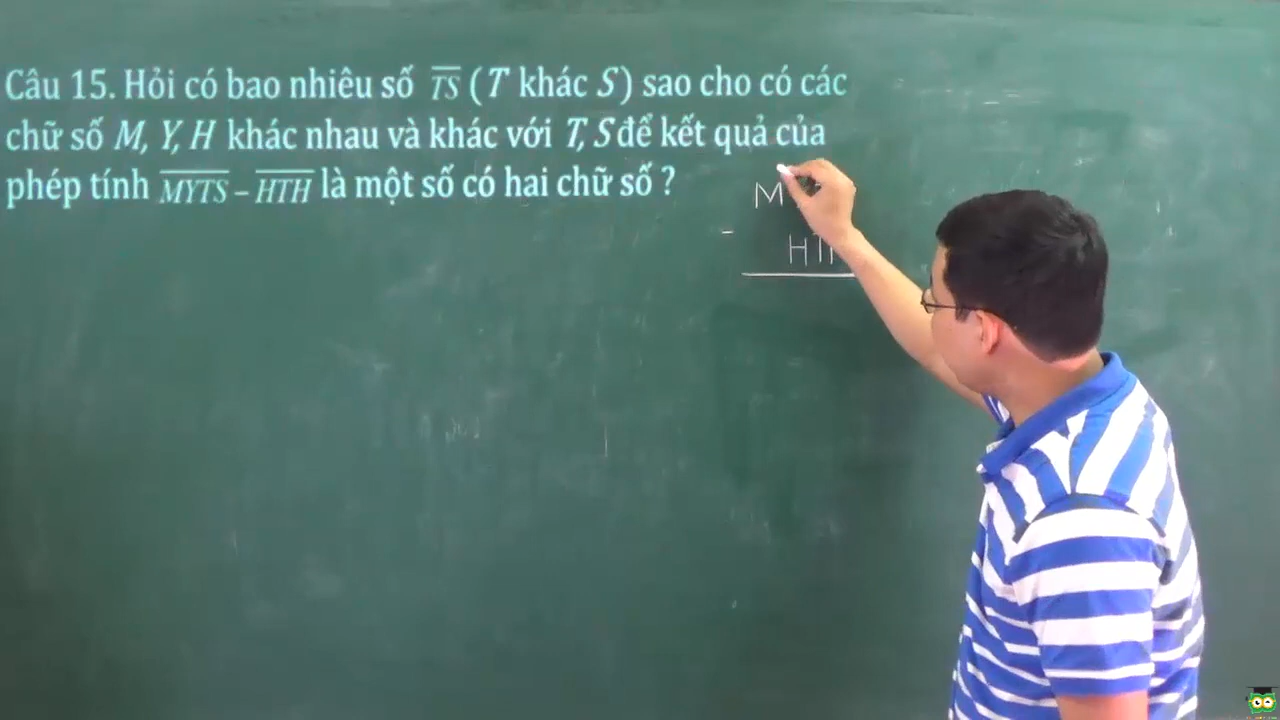 Câu 15. Hỏi có bao nhiêu số TS (T khác S) sao cho có các
chữ số M, Y, H khác nhau và khác với T, S để kết quả của
phép tính MYTS – HTH là một số có hai chữ số ?
M
-
HTH